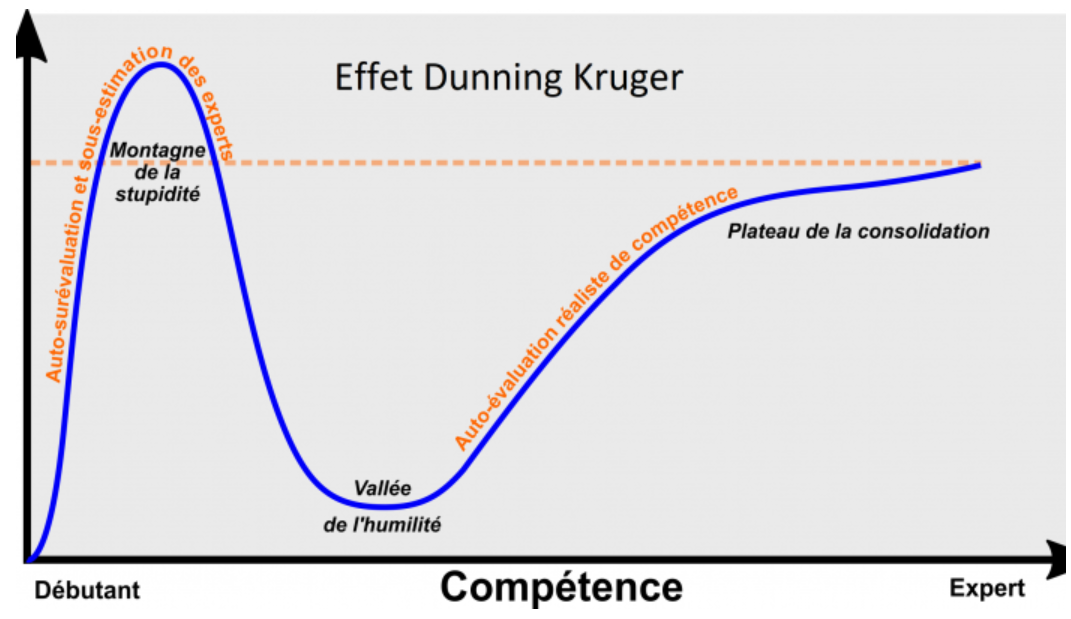 Effet Dunning Kruger
Auto-surévaluation et sous-estimation des experts
Montagne
de la
stupidité
Auto-évaluation réaliste de compétence
Plateau de la consolidation
Vallée
de l'humilité
Débutant
Compétence
Expert